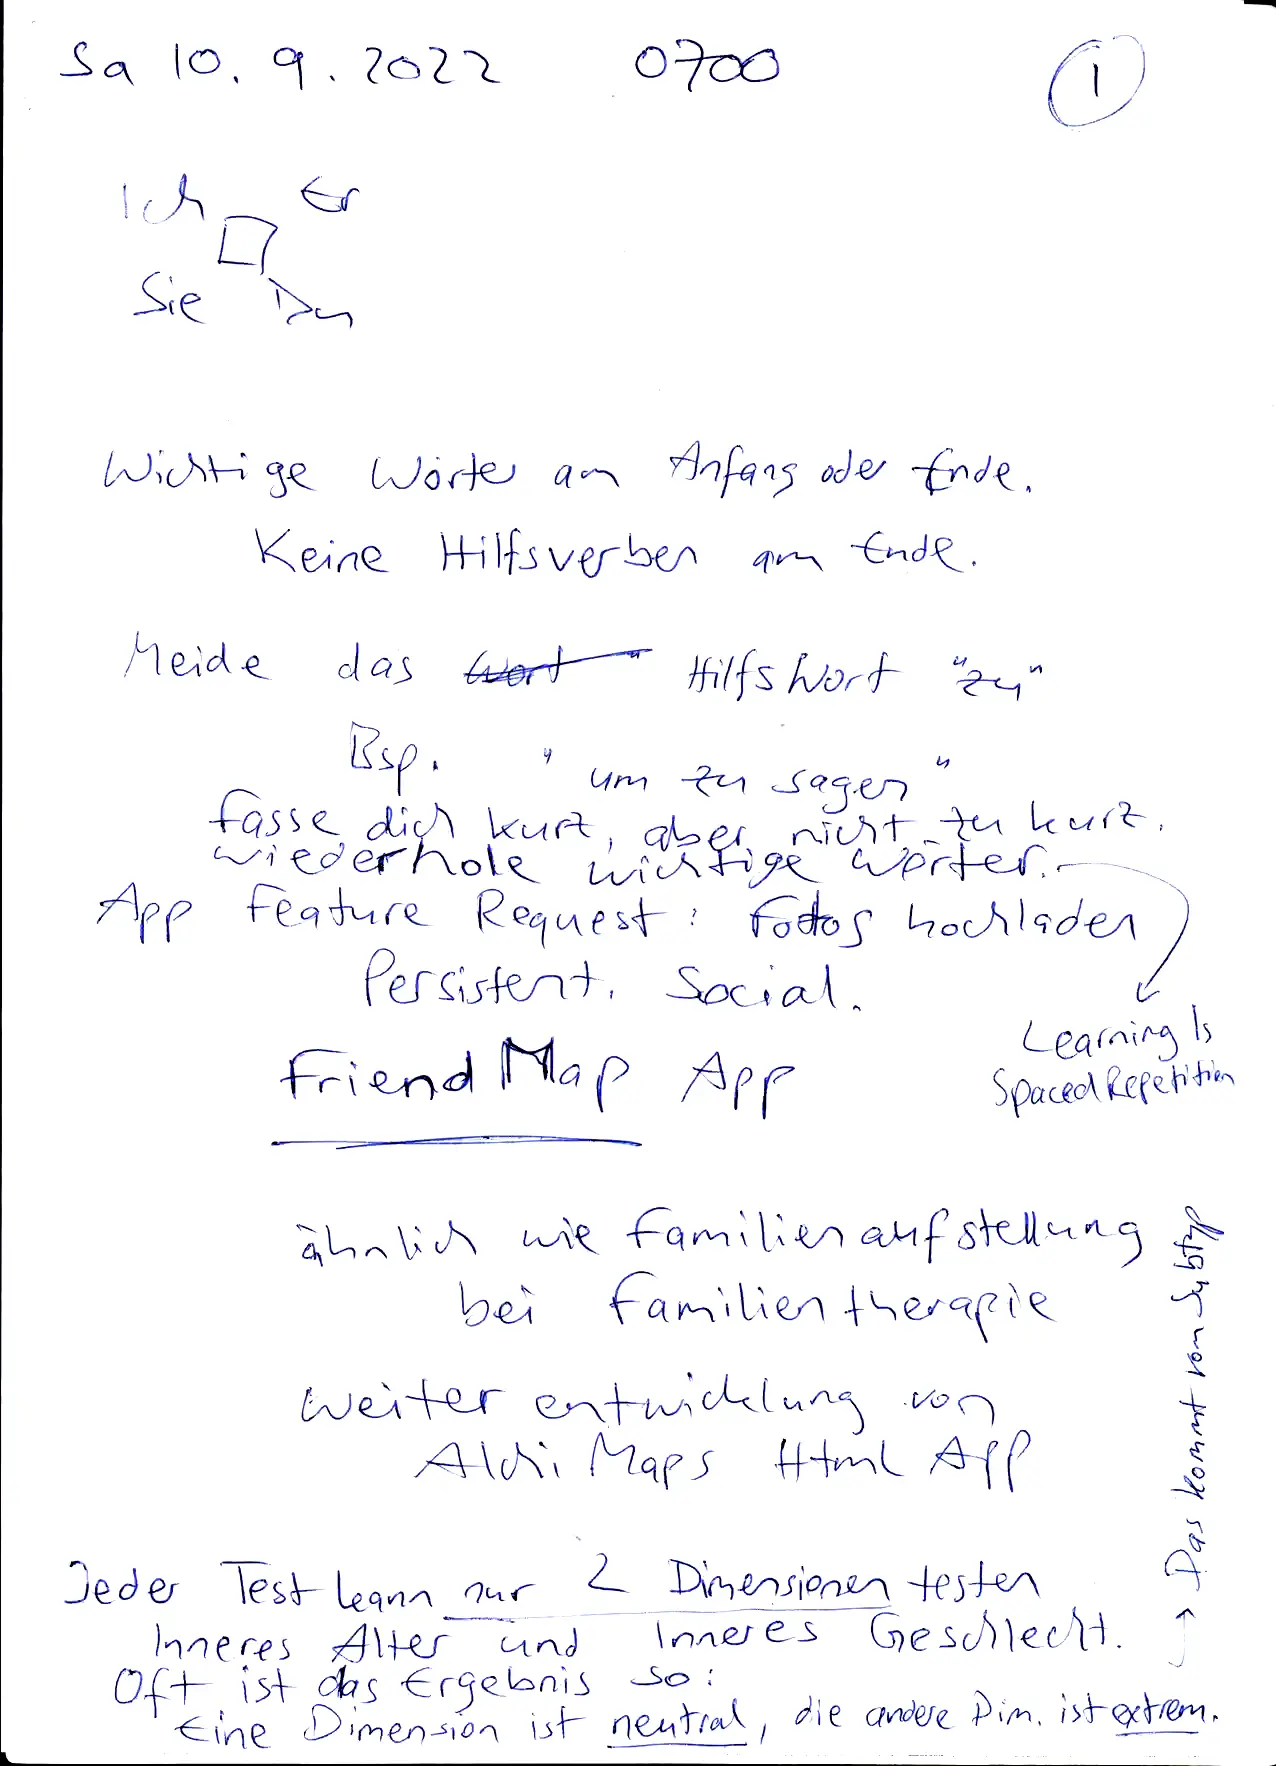 Sa 10.9.2022 0700 1
Ich Er
Sie Du
Wichtige Wörter am Anfang oder Ende.
Keine Hilfsverben am Ende.
Meide das Wort " HilfsWort "zu"
Bsp. "um zu sagen"
Fasse dich kurz, aber nicht zu kurz.
Wiederhole wichtige Wörter.
App Feature Request: Fotos hochladen
Persistent. Social.
Learning Is
Spaced Repetition
FriendMap App
ähnlich wie Familienaufstellung
bei Familientherapie
Weiterentwicklung von
Alchi Maps Html App
Jeder Test kann nur 2 Dimensionen testen
Inneres Alter und Inneres Geschlecht.
Oft ist das Ergebnis so:
Eine Dimension ist neutral, die andere Dim. ist extrem.
→ Das kommt von Subtyp